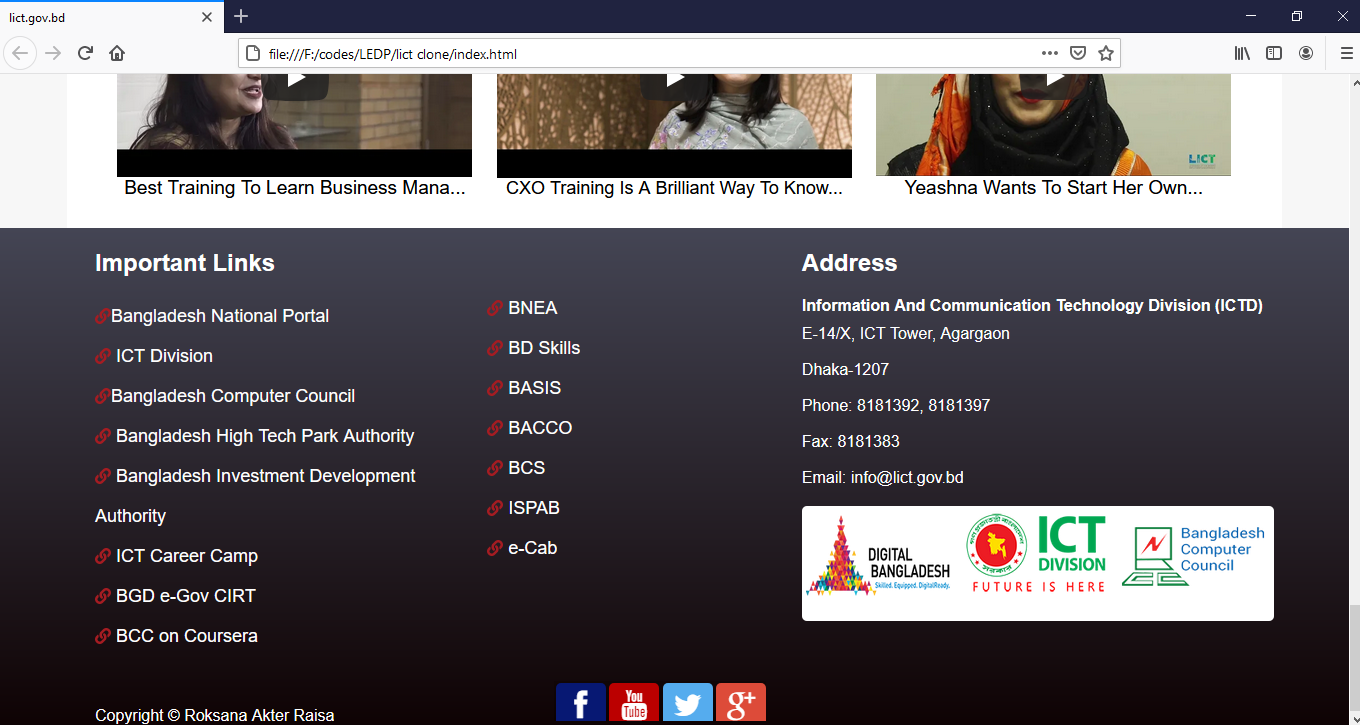 lict.gov.bd
file:///F:/codes/LEDP/lict clone/index.html
LICT
Best Training To Learn Business Mana...
CXO Training Is A Brilliant Way To Know...
Yeashna Wants To Start Her Own...
Important Links
Bangladesh National Portal
ICT Division
Bangladesh Computer Council
Bangladesh High Tech Park Authority
Bangladesh Investment Development
Authority
ICT Career Camp
BGD e-Gov CIRT
BCC on Coursera
BNEA
BD Skills
BASIS
BACCO
BCS
ISPAB
e-Cab
Address
Information And Communication Technology Division (ICTD)
E-14/X, ICT Tower, Agargaon
Dhaka-1207
Phone: 8181392, 8181397
Fax: 8181383
Email: info@lict.gov.bd
DIGITAL
BANGLADESH
Skilled. Equipped. DigitalReady.
ICT
DIVISION
FUTURE IS HERE
Bangladesh
Computer
Council
f
You
Tube
g+
Copyright © Roksana Akter Raisa